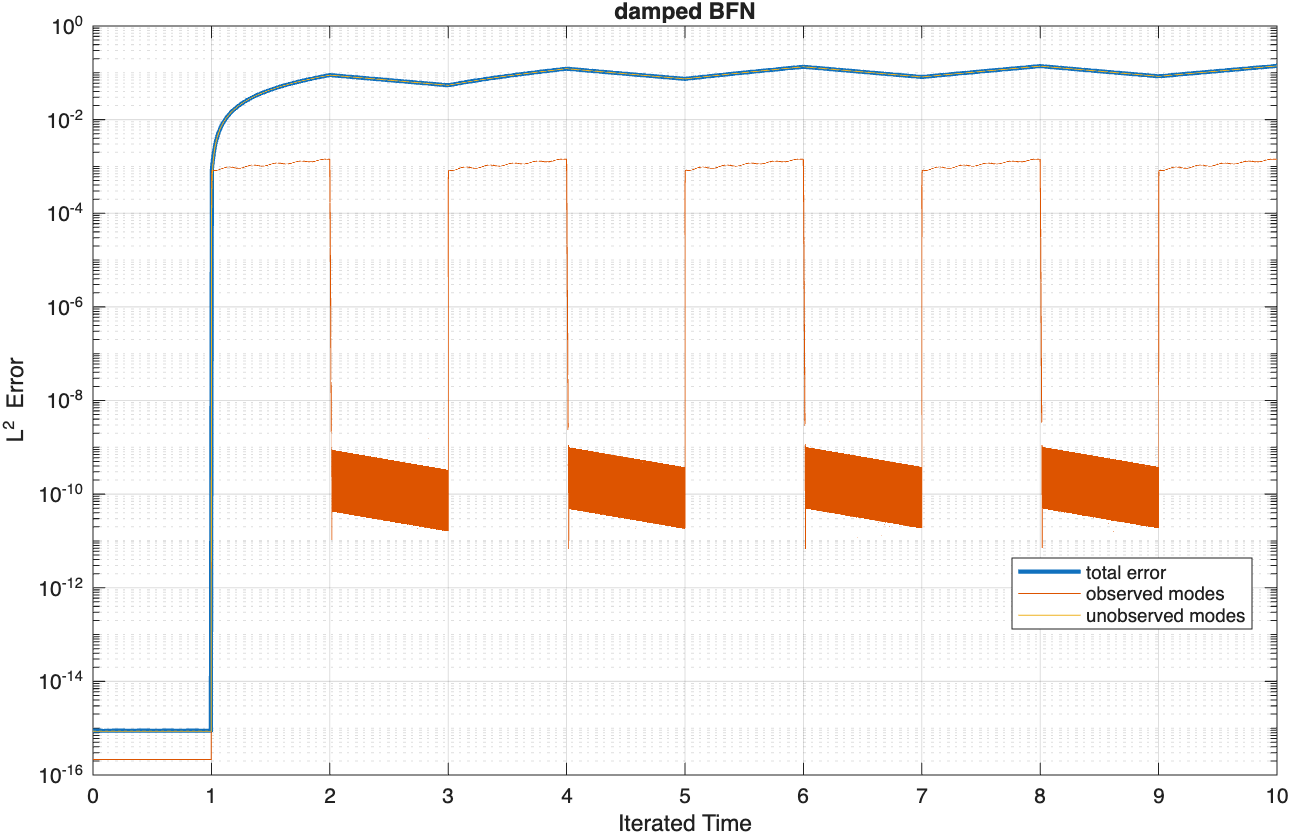 damped BFN
10^0
10^-2
10^-4
10^-6
10^-8
10^-10
10^-12
10^-14
10^-16
L^2 Error
total error
observed modes
unobserved modes
0 1 2 3 4 5 6 7 8 9 10
Iterated Time